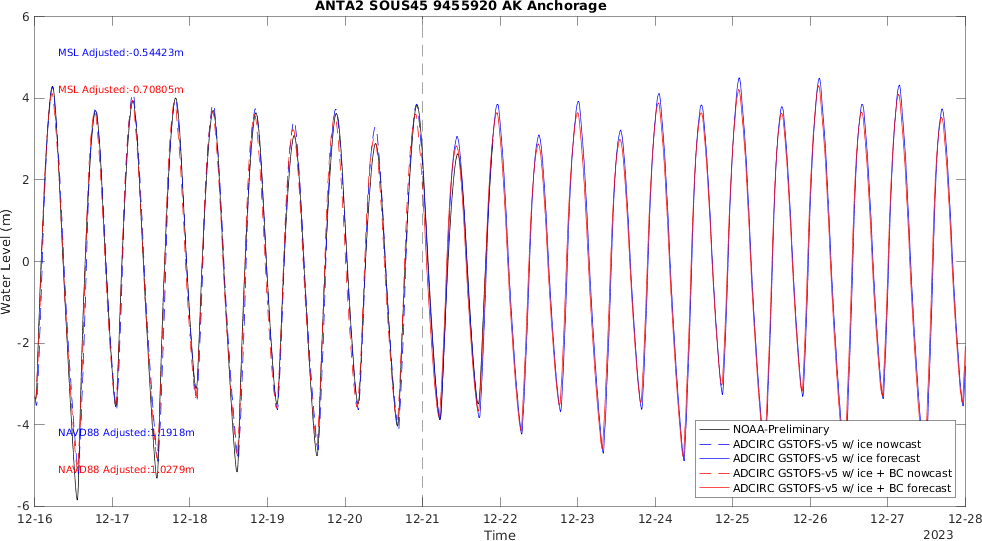 ANTA2 SOUS45 9455920 AK Anchorage
6
4
2
0
-2
-4
-6
Water Level (m)
MSL Adjusted:-0.54423m
MSL Adjusted:-0.70805m
NAVD88 Adjusted:1.1918m
NAVD88 Adjusted:1.0279m
NOAA-Preliminary
ADCIRC GSTOFS-v5 w/ ice nowcast
ADCIRC GSTOFS-v5 w/ ice forecast
ADCIRC GSTOFS-v5 w/ ice + BC nowcast
ADCIRC GSTOFS-v5 w/ ice + BC forecast
12-16 12-17 12-18 12-19 12-20 12-21 12-22 12-23 12-24 12-25 12-26 12-27 12-28
Time
2023